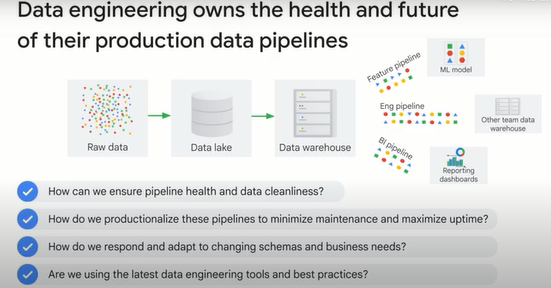 Data engineering owns the health and future
of their production data pipelines
Raw data
Data lake
Data warehouse
Feature pipeline
ML model
Eng pipeline
Other team data
warehouse
BI pipeline
Reporting
dashboards
How can we ensure pipeline health and data cleanliness?
How do we productionalize these pipelines to minimize maintenance and maximize uptime?
How do we respond and adapt to changing schemas and business needs?
Are we using the latest data engineering tools and best practices?